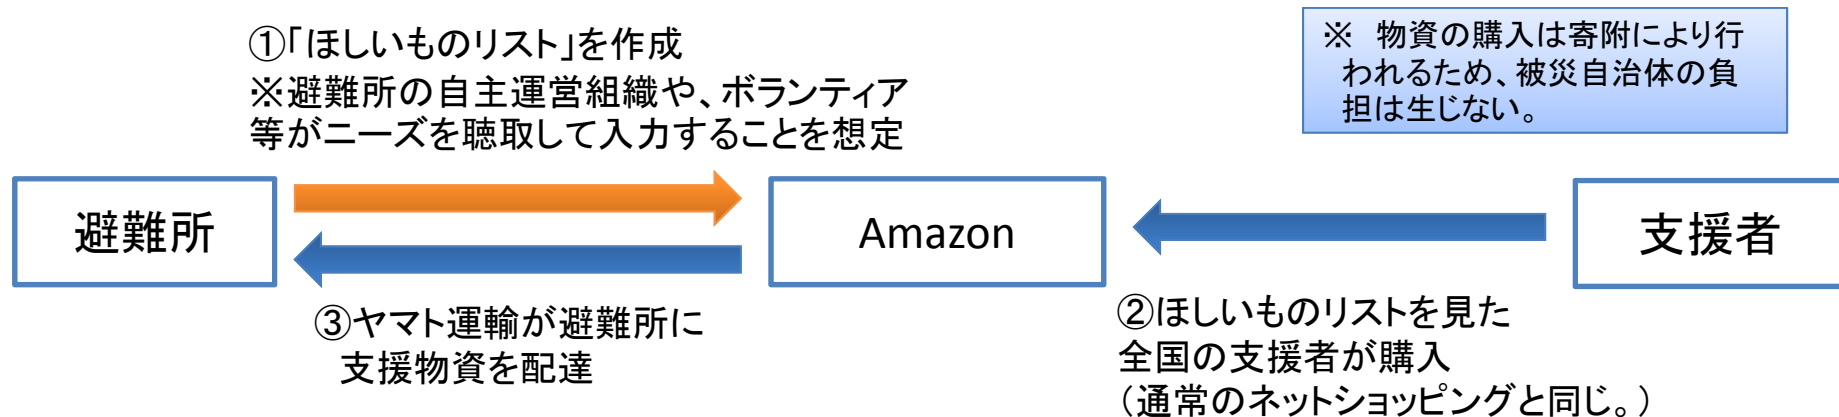 ①「ほしいものリスト」を作成
※避難所の自主運営組織や、ボランティア
等がニーズを聴取して入力することを想定
※　物資の購入は寄附により行
われるため、被災自治体の負
担は生じない。
避難所
Amazon
支援者
③ヤマト運輸が避難所に
支援物資を配達
②ほしいものリストを見た
全国の支援者が購入
（通常のネットショッピングと同じ。）